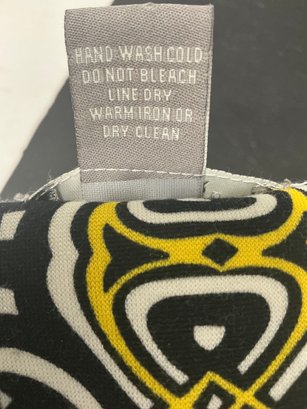 HAND WASH COLD
DO NOT BLEACH
LINE DRY
WARM IRON OR
DRY CLEAN